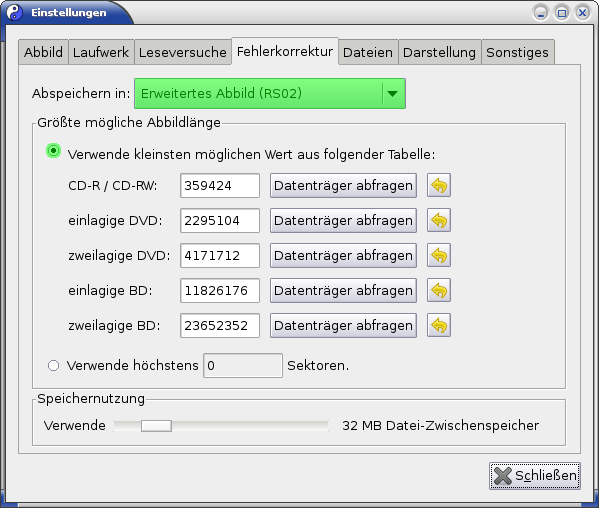 Einstellungen
Abbild Laufwerk Leseversuche Fehlerkorrektur Dateien Darstellung Sonstiges
Abspeichern in: Erweitertes Abbild (RS02)
Größte mögliche Abbildlänge
Verwende kleinsten möglichen Wert aus folgender Tabelle:
CD-R / CD-RW: 359424 Datenträger abfragen
einlagige DVD: 2295104 Datenträger abfragen
zweilagige DVD: 4171712 Datenträger abfragen
einlagige BD: 11826176 Datenträger abfragen
zweilagige BD: 23652352 Datenträger abfragen
Verwende höchstens 0 Sektoren.
Speichernutzung
Verwende 32 MB Datei-Zwischenspeicher
Schließen